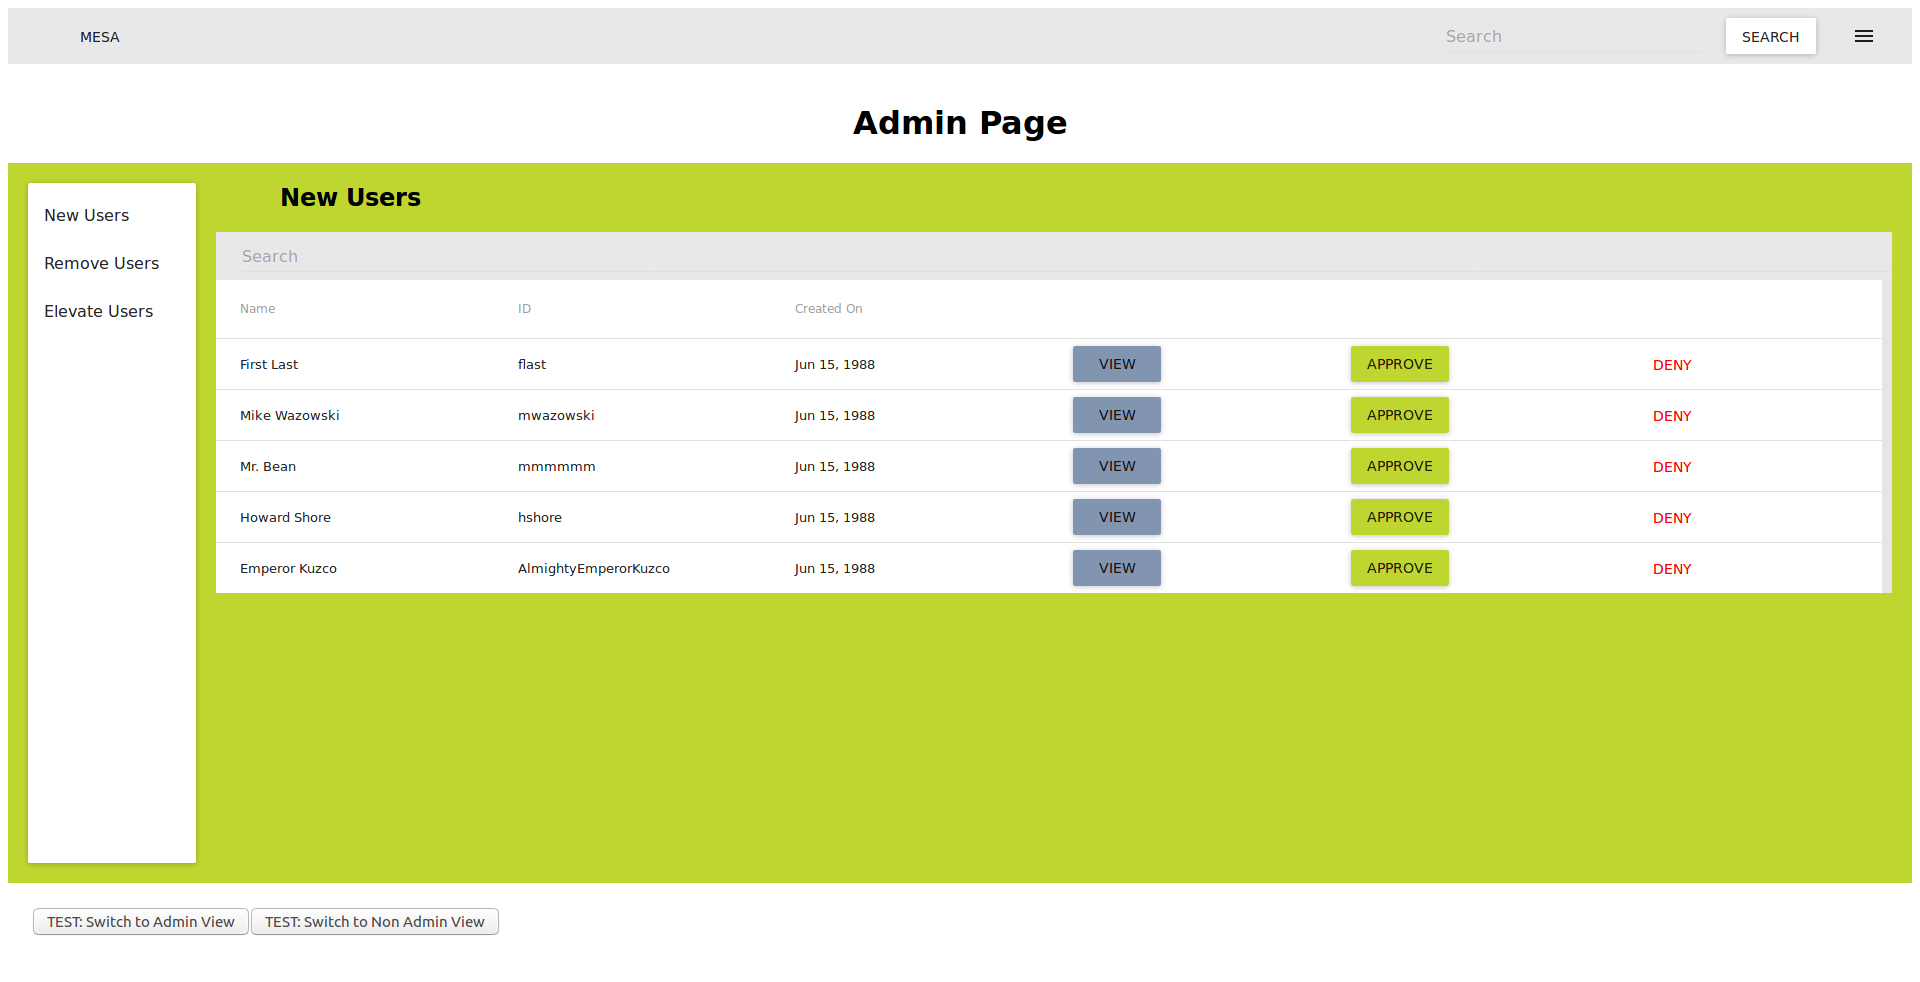 MESA Search SEARCH
Admin Page
New Users
Remove Users
Elevate Users
New Users
Search
Name ID Created On
First Last flast Jun 15, 1988 VIEW APPROVE DENY
Mike Wazowski mwazowski Jun 15, 1988 VIEW APPROVE DENY
Mr. Bean mmmmmm Jun 15, 1988 VIEW APPROVE DENY
Howard Shore hshore Jun 15, 1988 VIEW APPROVE DENY
Emperor Kuzco AlmightyEmperorKuzco Jun 15, 1988 VIEW APPROVE DENY
TEST: Switch to Admin View TEST: Switch to Non Admin View